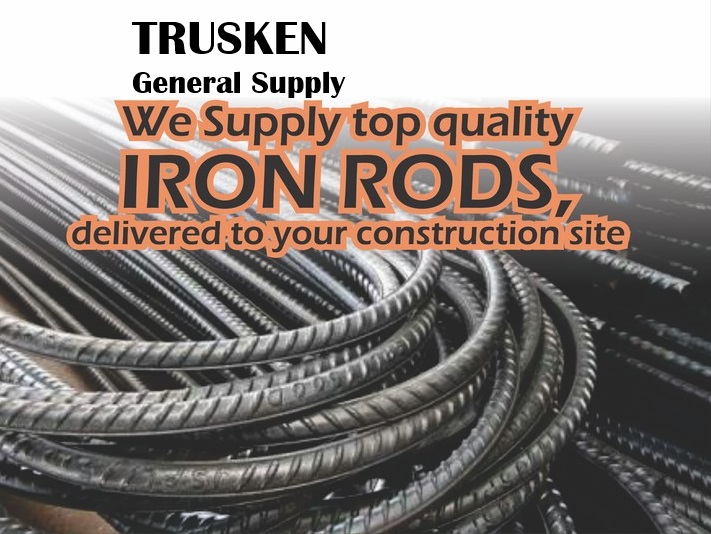 TRUSKEN
General Supply
We Supply top quality
IRON RODS,
delivered to your construction site